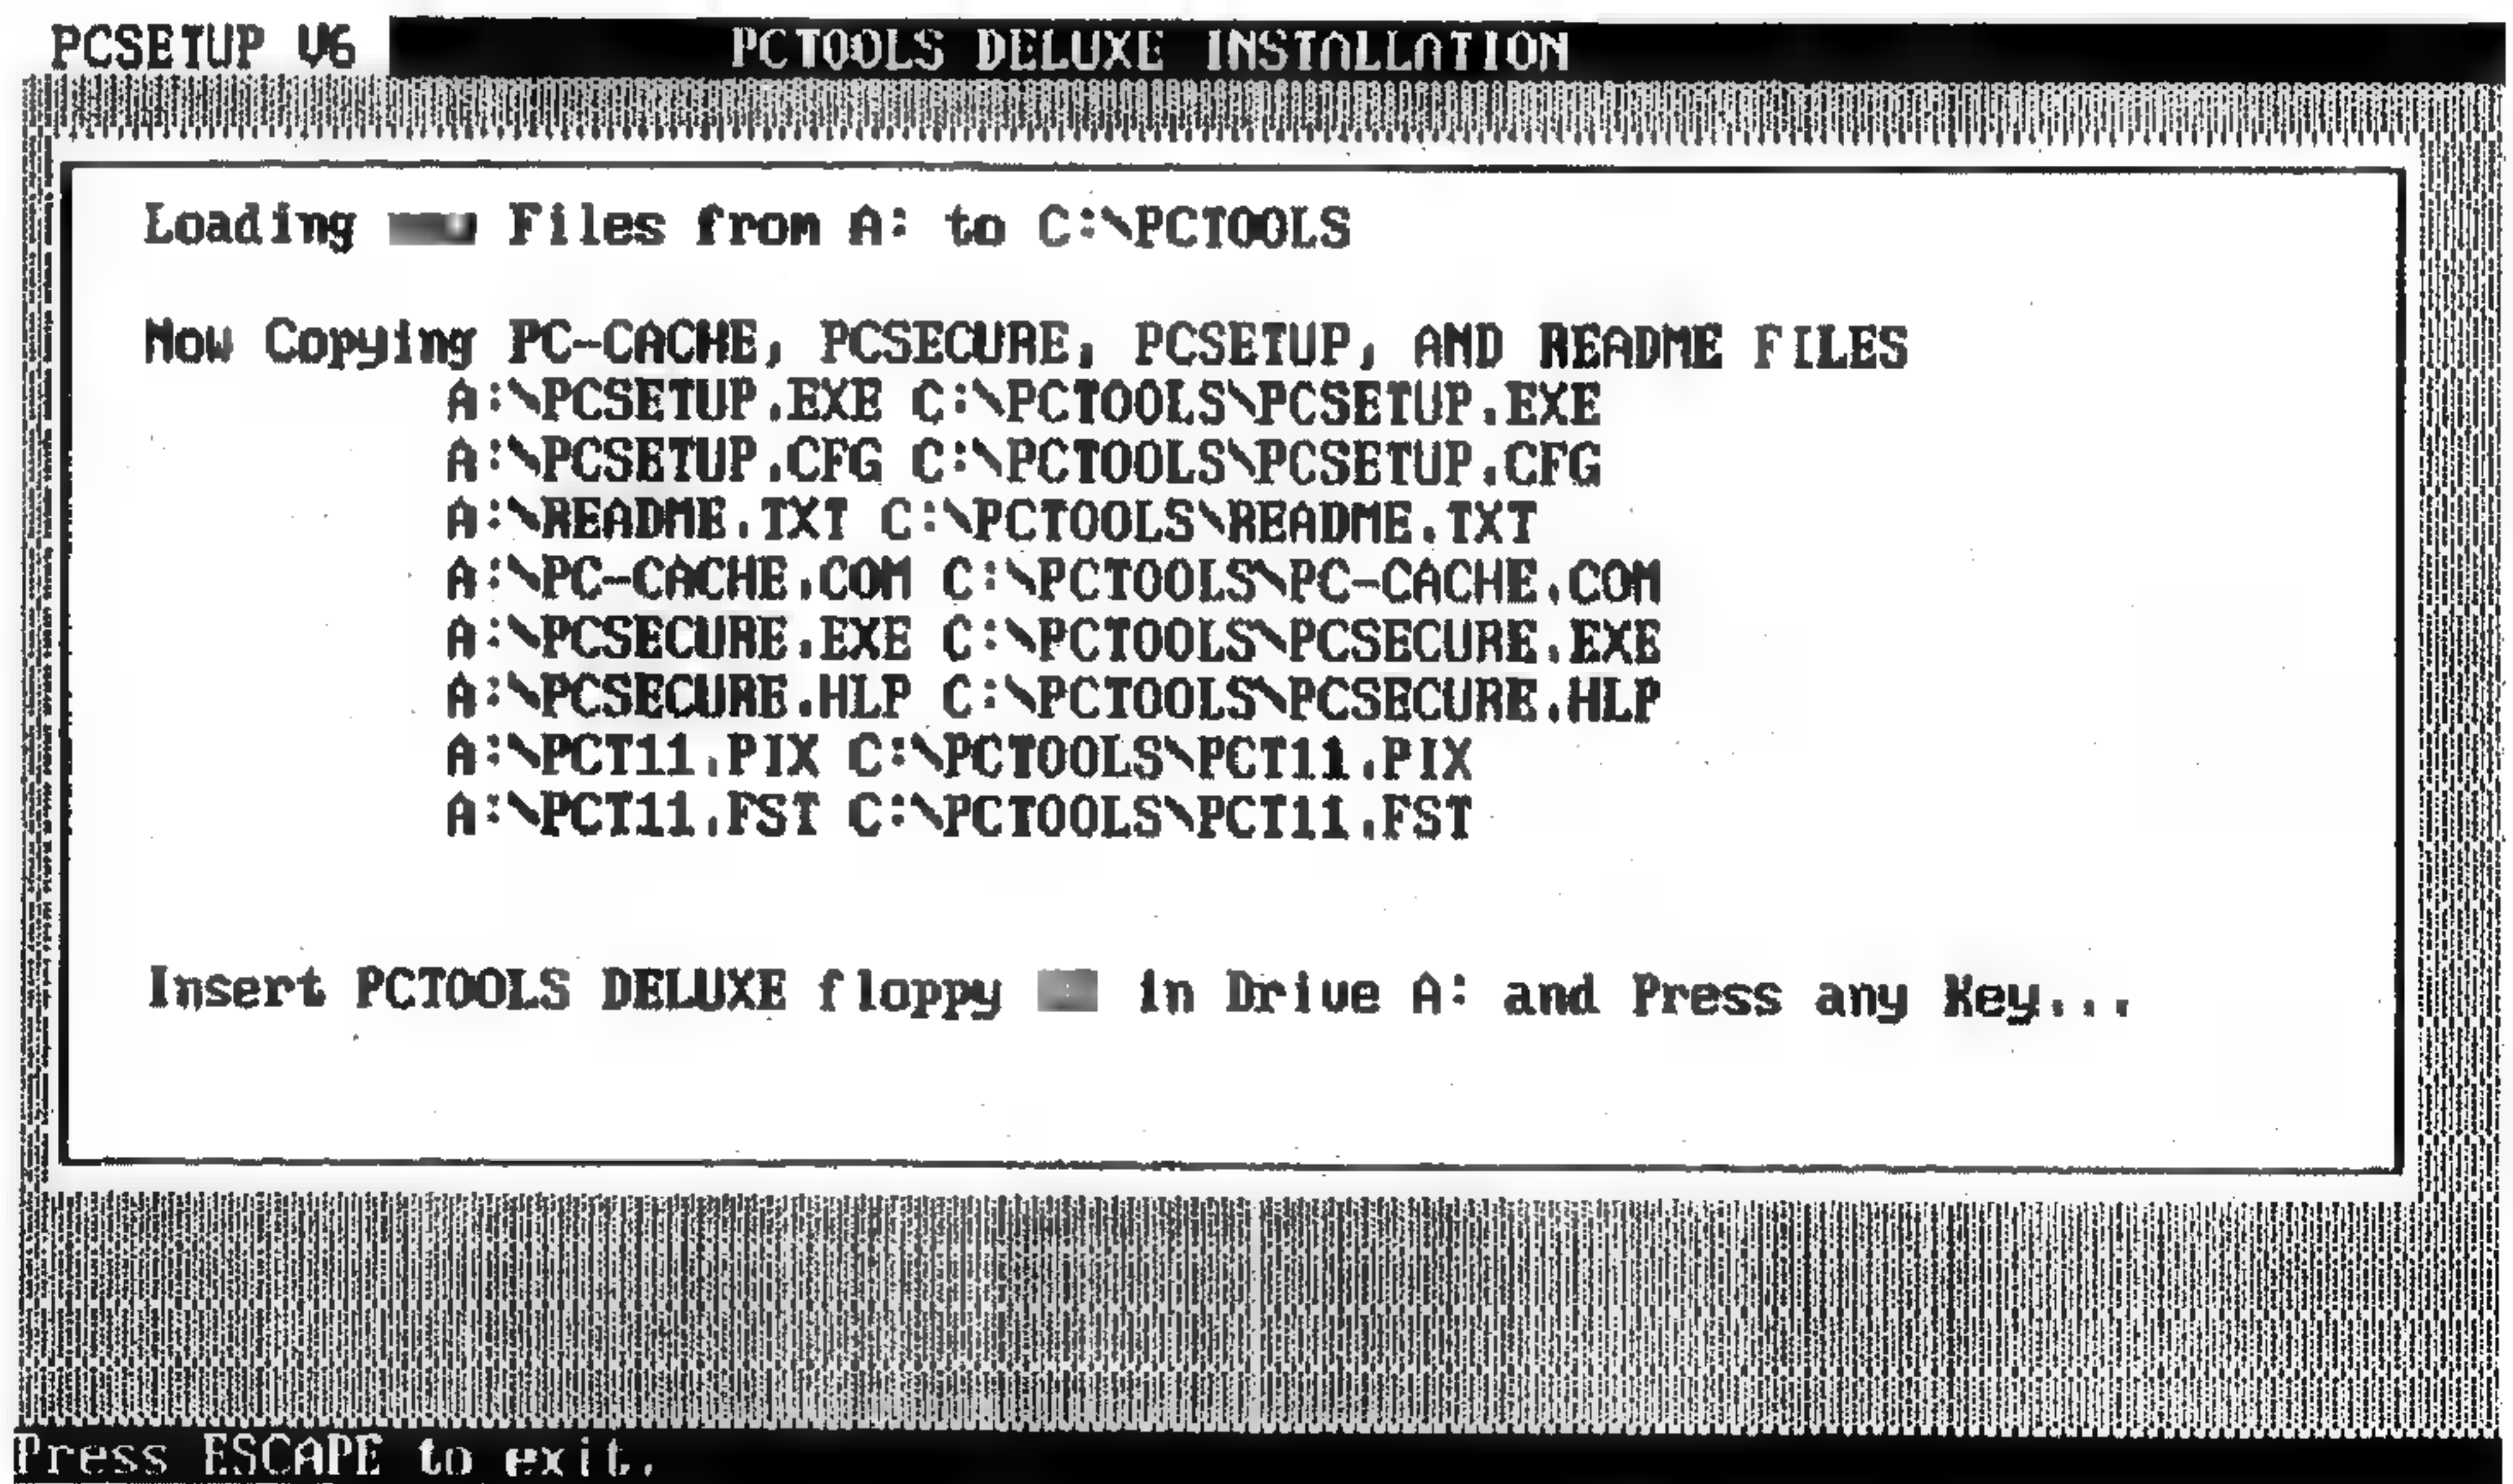 PCSETUP V6 PCTOOLS DELUXE INSTALLATION
Loading Files from A: to C:\PCTOOLS
Now Copying PC-CACHE, PCSECURE, PCSETUP, AND README FILES
A:\PCSETUP.EXE C:\PCTOOLS\PCSETUP.EXE
A:\PCSETUP.CFG C:\PCTOOLS\PCSETUP.CFG
A:\README.TXT C:\PCTOOLS\README.TXT
A:\PC-CACHE.COM C:\PCTOOLS\PC-CACHE.COM
A:\PCSECURE.EXE C:\PCTOOLS\PCSECURE.EXE
A:\PCSECURE.HLP C:\PCTOOLS\PCSECURE.HLP
A:\PCT11.PIX C:\PCTOOLS\PCT11.PIX
A:\PCT11.FST C:\PCTOOLS\PCT11.FST
Insert PCTOOLS DELUXE floppy in Drive A: and Press any Key...
Press ESCAPE to exit.